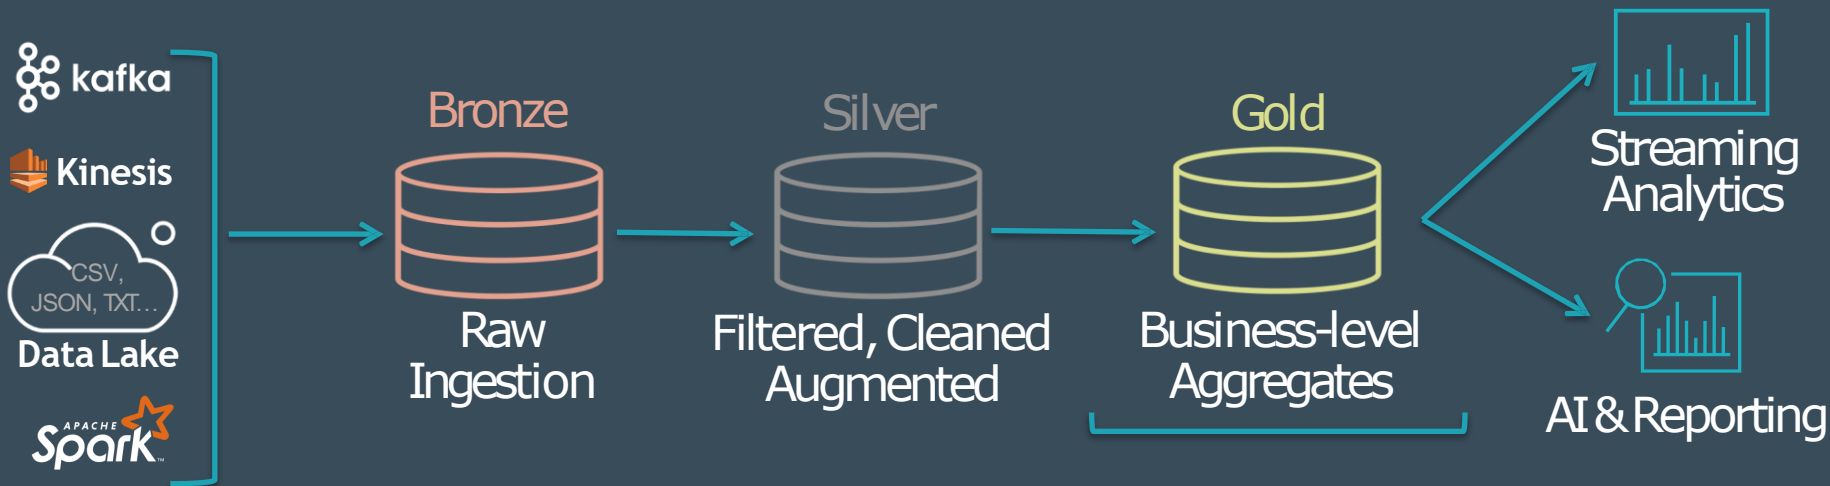 kafka
Kinesis
CSV,
JSON, TXT...
Data Lake
APACHE
Spark™
Bronze
Raw
Ingestion
Silver
Filtered, Cleaned
Augmented
Gold
Business-level
Aggregates
Streaming
Analytics
AI & Reporting